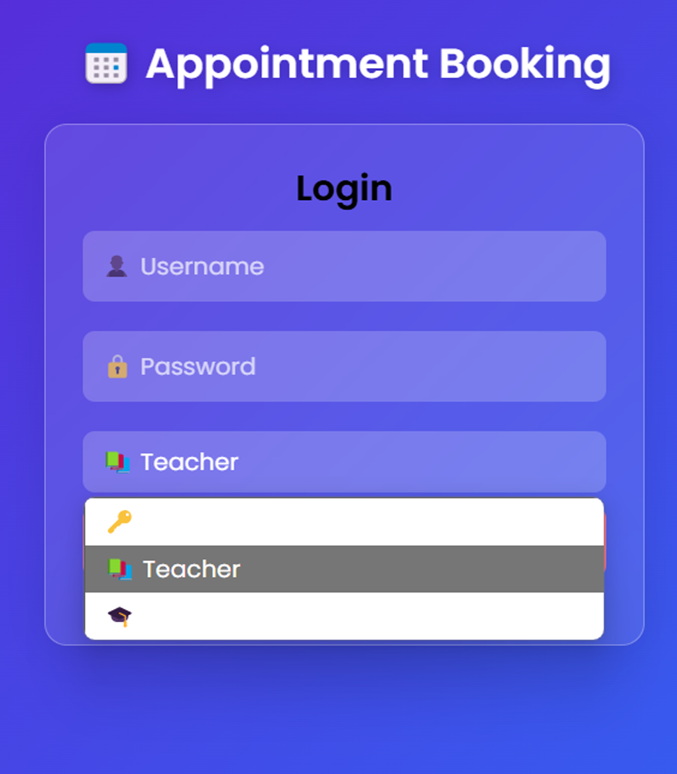 Appointment Booking
Login
Username
Password
Teacher
Teacher